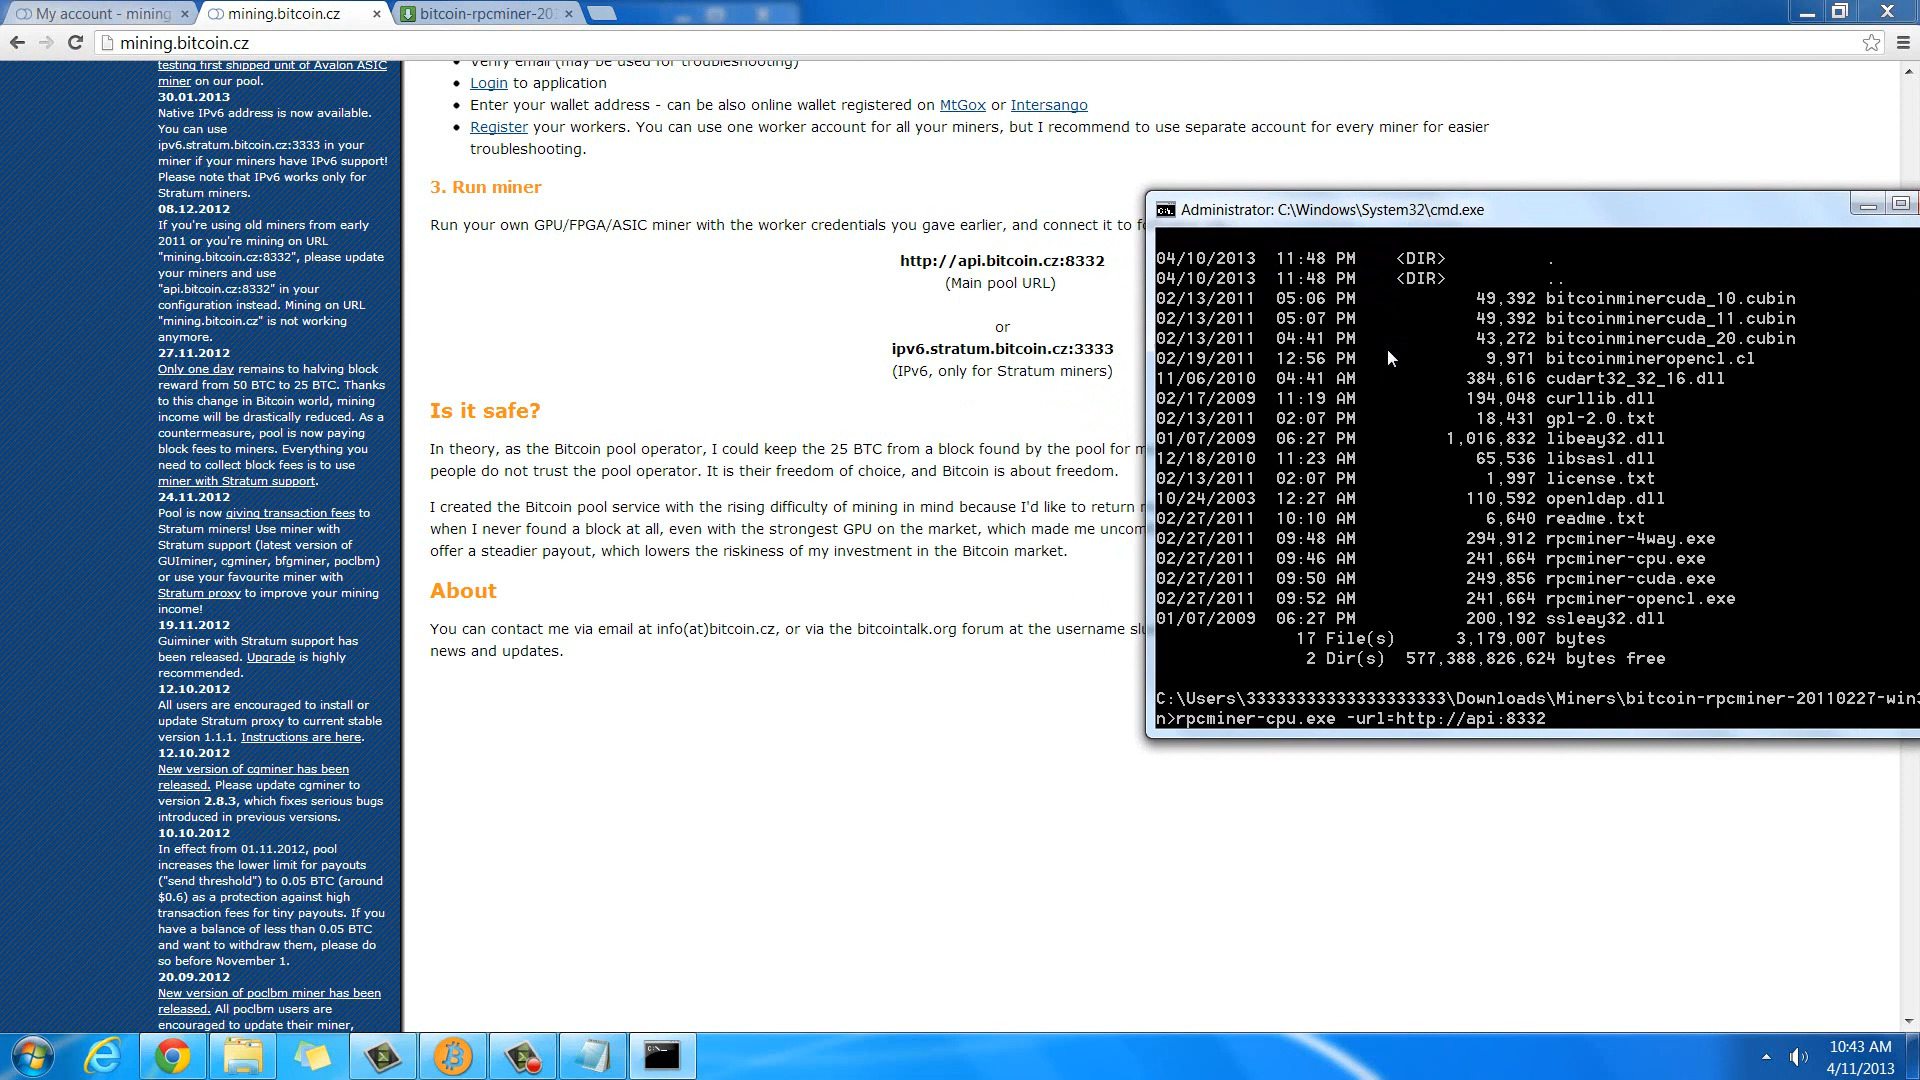 My account - mining
mining.bitcoin.cz
bitcoin-rpcminer-20
mining.bitcoin.cz
testing first shipped unit of Avalon ASIC
miner on our pool.
30.01.2013
Native IPv6 address is now available.
You can use
ipv6.stratum.bitcoin.cz:3333 in your
miner if your miners have IPv6 support!
Please note that IPv6 works only for
Stratum miners.
08.12.2012
If you're using old miners from early
2011 or you're mining on URL
"mining.bitcoin.cz:8332", please update
your miners and use
"api.bitcoin.cz:8332" in your
configuration instead. Mining on URL
"mining.bitcoin.cz" is not working
anymore.
27.11.2012
Only one day remains to halving block
reward from 50 BTC to 25 BTC. Thanks
to this change in Bitcoin world, mining
income will be drastically reduced. As a
countermeasure, pool is now paying
block fees to miners. Everything you
need to collect block fees is to use
miner with Stratum support.
24.11.2012
Pool is now giving transaction fees to
Stratum miners! Use miner with
Stratum support (latest version of
GUIminer, cgminer, bfgminer, poclbm)
or use your favourite miner with
Stratum proxy to improve your mining
income!
19.11.2012
Guiminer with Stratum support has
been released. Upgrade is highly
recommended.
12.10.2012
All users are encouraged to install or
update Stratum proxy to current stable
version 1.1.1. Instructions are here.
12.10.2012
New version of cgminer has been
released. Please update cgminer to
version 2.8.3, which fixes serious bugs
introduced in previous versions.
10.10.2012
In effect from 01.11.2012, pool
increases the lower limit for payouts
("send threshold") to 0.05 BTC (around
$0.6) as a protection against high
transaction fees for tiny payouts. If you
have a balance of less than 0.05 BTC
and want to withdraw them, please do
so before November 1.
20.09.2012
New version of poclbm miner has been
released. All poclbm users are
encouraged to update their miner,
Verify email (may be used for troubleshooting)
Login to application
Enter your wallet address - can be also online wallet registered on MtGox or Intersango
Register your workers. You can use one worker account for all your miners, but I recommend to use separate account for every miner for easier
troubleshooting.
3. Run miner
Run your own GPU/FPGA/ASIC miner with the worker credentials you gave earlier, and connect it to fo
http://api.bitcoin.cz:8332
(Main pool URL)
or
ipv6.stratum.bitcoin.cz:3333
(IPv6, only for Stratum miners)
Is it safe?
In theory, as the Bitcoin pool operator, I could keep the 25 BTC from a block found by the pool for m
people do not trust the pool operator. It is their freedom of choice, and Bitcoin is about freedom.
I created the Bitcoin pool service with the rising difficulty of mining in mind because I'd like to return
when I never found a block at all, even with the strongest GPU on the market, which made me uncom
offer a steadier payout, which lowers the riskiness of my investment in the Bitcoin market.
About
You can contact me via email at info(at)bitcoin.cz, or via the bitcointalk.org forum at the username slu
news and updates.
Administrator: C:\Windows\System32\cmd.exe
04/10/2013 11:48 PM <DIR> .
04/10/2013 11:48 PM <DIR> ..
02/13/2011 05:06 PM 49,392 bitcoinminercuda_10.cubin
02/13/2011 05:07 PM 49,392 bitcoinminercuda_11.cubin
02/13/2011 04:41 PM 43,272 bitcoinminercuda_20.cubin
02/19/2011 12:56 PM 9,971 bitcoinmineropencl.cl
11/06/2010 04:41 AM 384,616 cudart32_32_16.dll
02/17/2009 11:19 AM 194,048 curllib.dll
02/13/2011 02:07 PM 18,431 gpl-2.0.txt
01/07/2009 06:27 PM 1,016,832 libeay32.dll
12/18/2010 11:23 AM 65,536 libsasl.dll
02/13/2011 02:07 PM 1,997 license.txt
10/24/2003 12:27 AM 110,592 openldap.dll
02/27/2011 10:10 AM 6,640 readme.txt
02/27/2011 09:48 AM 294,912 rpcminer-4way.exe
02/27/2011 09:46 AM 241,664 rpcminer-cpu.exe
02/27/2011 09:50 AM 249,856 rpcminer-cuda.exe
02/27/2011 09:52 AM 241,664 rpcminer-opencl.exe
01/07/2009 06:27 PM 200,192 ssleay32.dll
17 File(s) 3,179,007 bytes
2 Dir(s) 577,388,826,624 bytes free
C:\Users\33333333333333333333\Downloads\Miners\bitcoin-rpcminer-20110227-win3
n>rpcminer-cpu.exe -url=http://api:8332
10:43 AM
4/11/2013